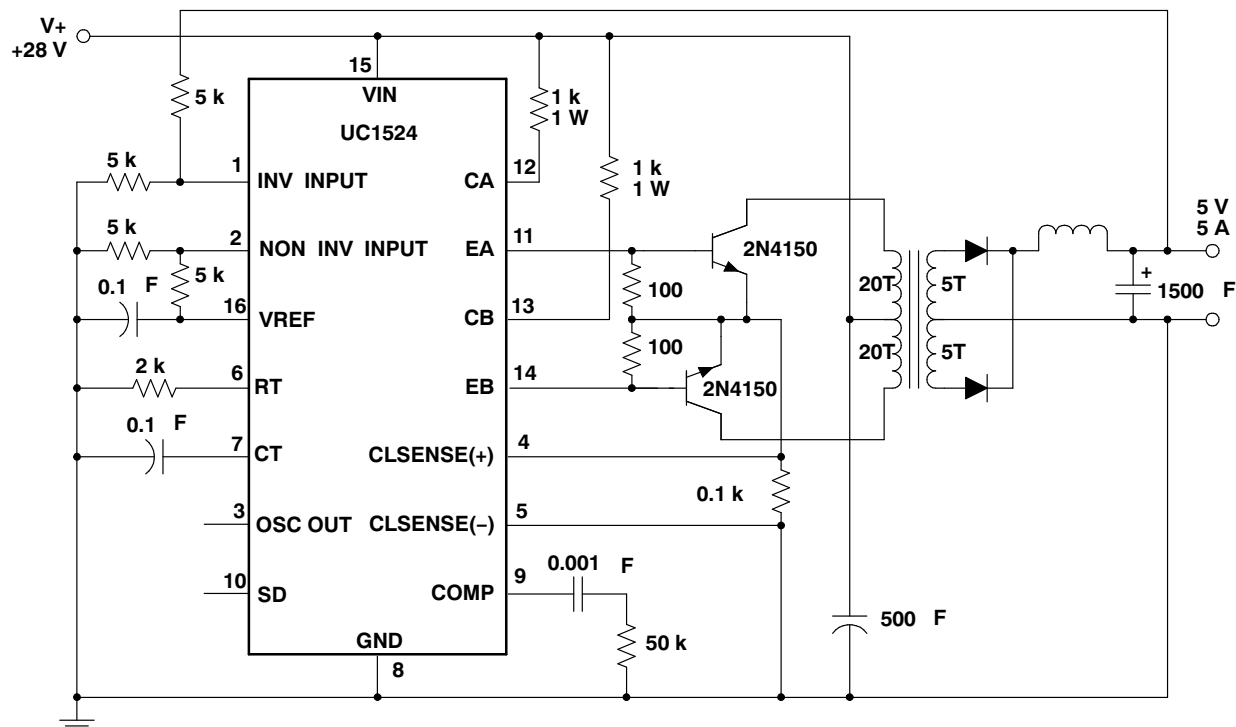 V+
+28 V
15
VIN
UC1524
5 k
1 k
1 W
1 k
1 W
5 k
1
INV INPUT
CA
12
5 k
2
NON INV INPUT
EA
11
2N4150
5 k
0.1 F
16
VREF
CB
13
100
100
20T
5T
20T
5T
5 V
5 A
+
1500 F
2 k
6
RT
EB
14
2N4150
0.1 F
7
CT
CLSENSE(+)
4
0.1 k
3
OSC OUT
CLSENSE(−)
5
10
SD
COMP
9
0.001 F
50 k
500 F
GND
8